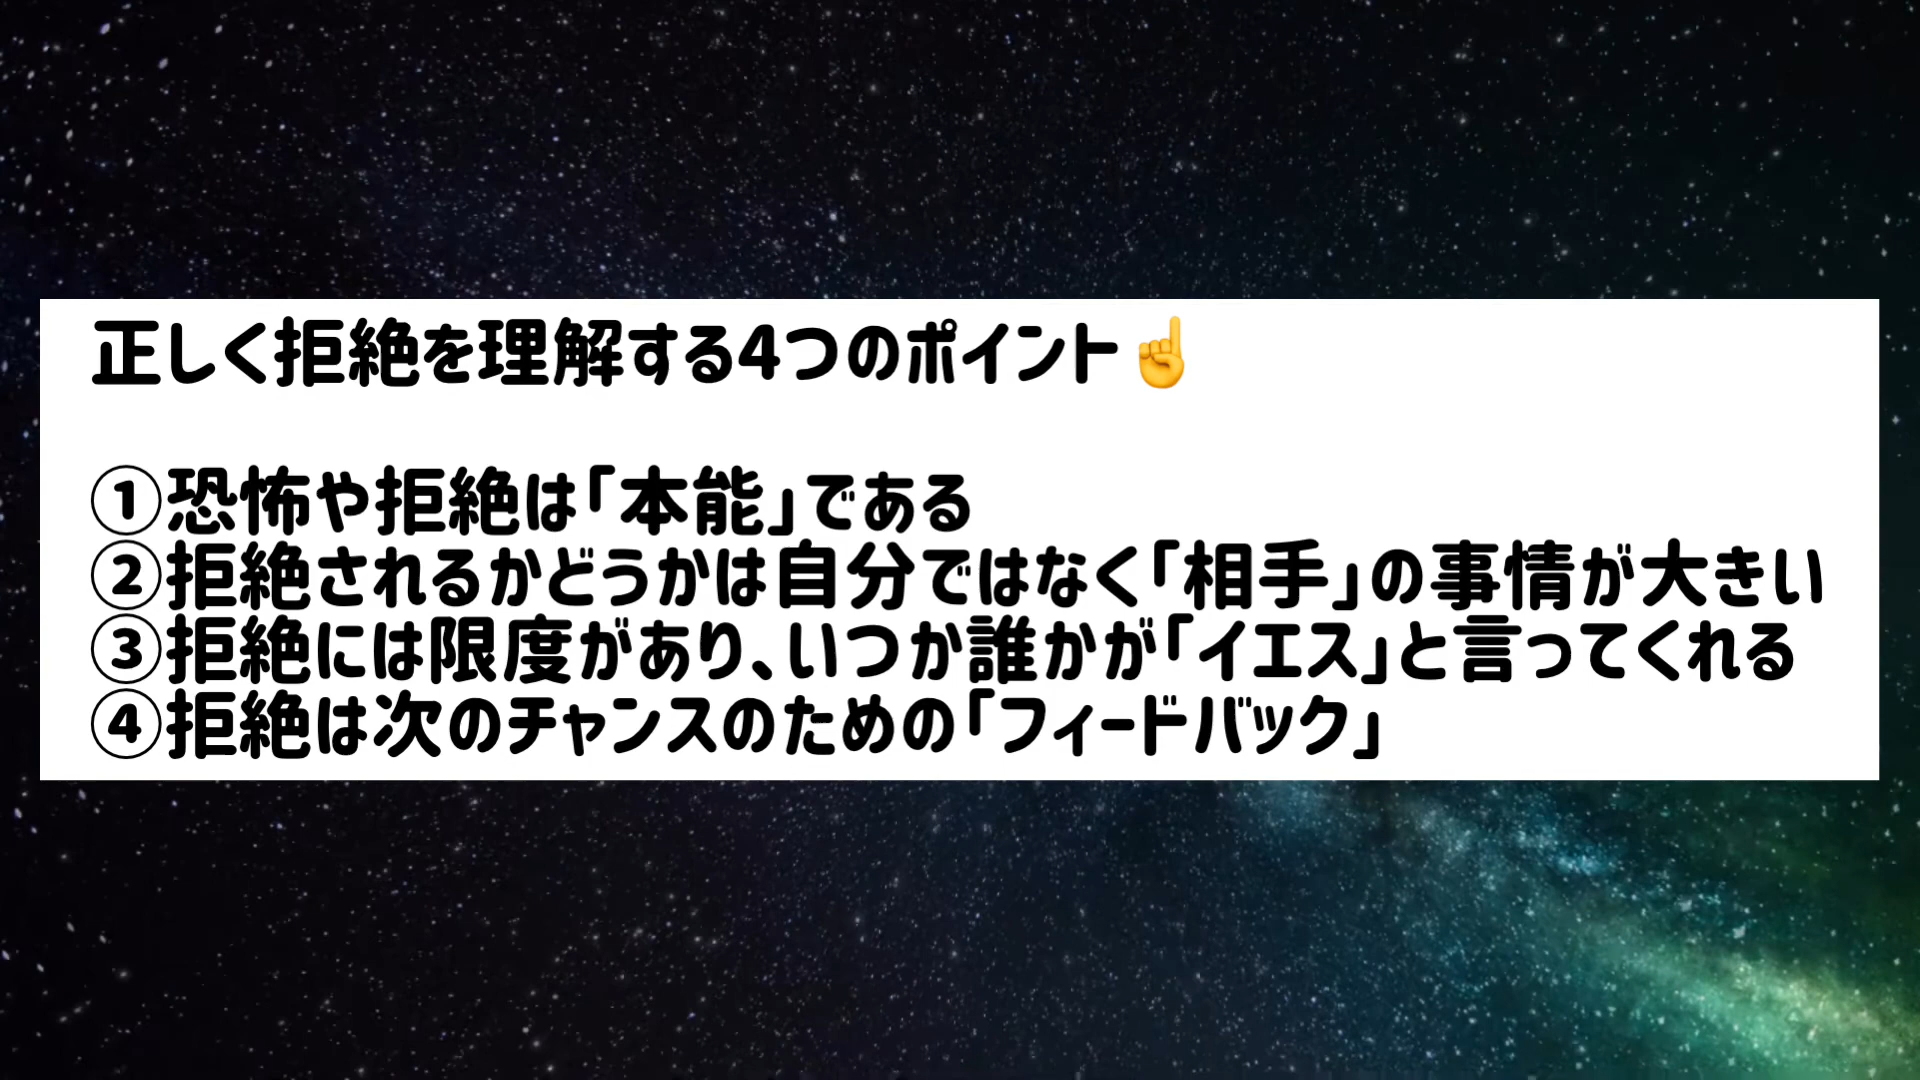 正しく拒絶を理解する4つのポイント☝️
①恐怖や拒絶は「本能」である
②拒絶されるかどうかは自分ではなく「相手」の事情が大きい
③拒絶には限度があり、いつか誰かが「イエス」と言ってくれる
④拒絶は次のチャンスのための「フィードバック」